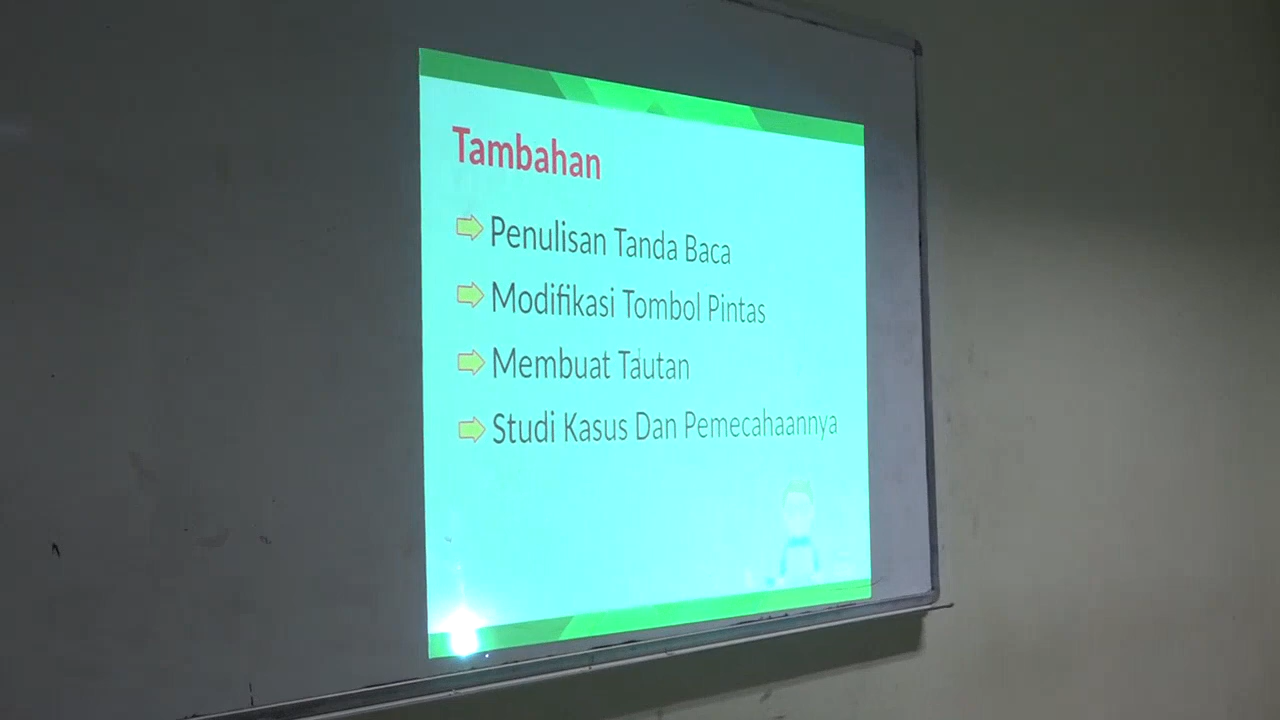 Tambahan
Penulisan Tanda Baca
Modifikasi Tombol Pintas
Membuat Tautan
Studi Kasus Dan Pemecahaannya